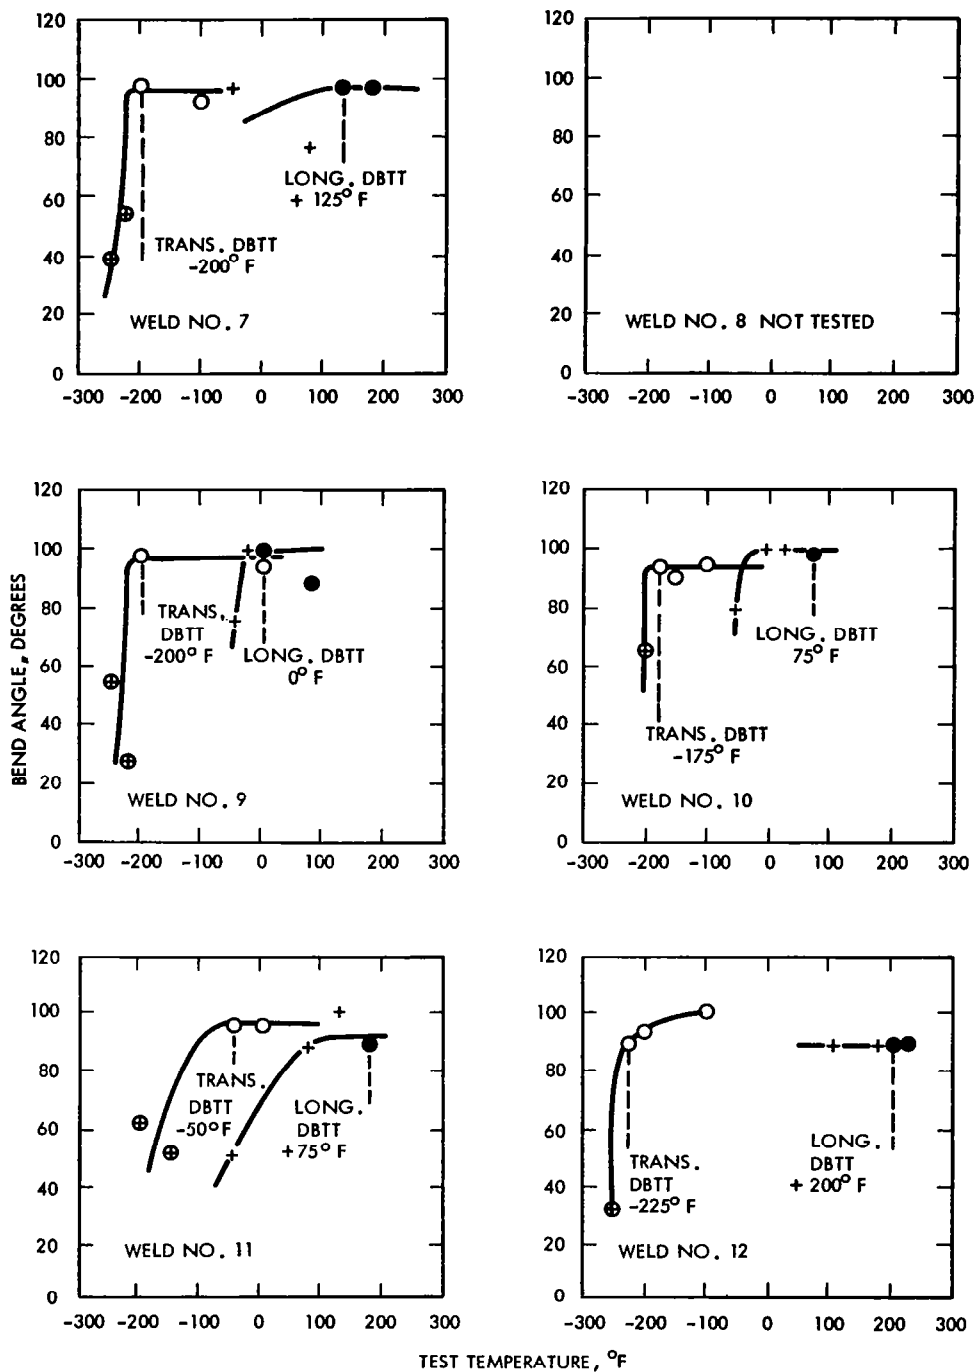 120
100
80
60
40
20
0
LONG. DBTT
+ 125° F
TRANS. DBTT
-200° F
WELD NO. 7
-300 -200 -100 0 100 200 300
120
100
80
60
40
20
0
WELD NO. 8 NOT TESTED
-300 -200 -100 0 100 200 300
BEND ANGLE, DEGREES
120
100
80
60
40
20
0
TRANS.
DBTT
-200° F
LONG. DBTT
0° F
WELD NO. 9
-300 -200 -100 0 100 200 300
120
100
80
60
40
20
0
LONG. DBTT
75° F
TRANS. DBTT
-175° F
WELD NO. 10
-300 -200 -100 0 100 200 300
120
100
80
60
40
20
0
TRANS.
DBTT
-50°F
LONG.
DBTT
+75° F
WELD NO. 11
-300 -200 -100 0 100 200 300
120
100
80
60
40
20
0
TRANS.
DBTT
-225° F
LONG.
DBTT
+ 200° F
WELD NO. 12
-300 -200 -100 0 100 200 300
TEST TEMPERATURE, °F